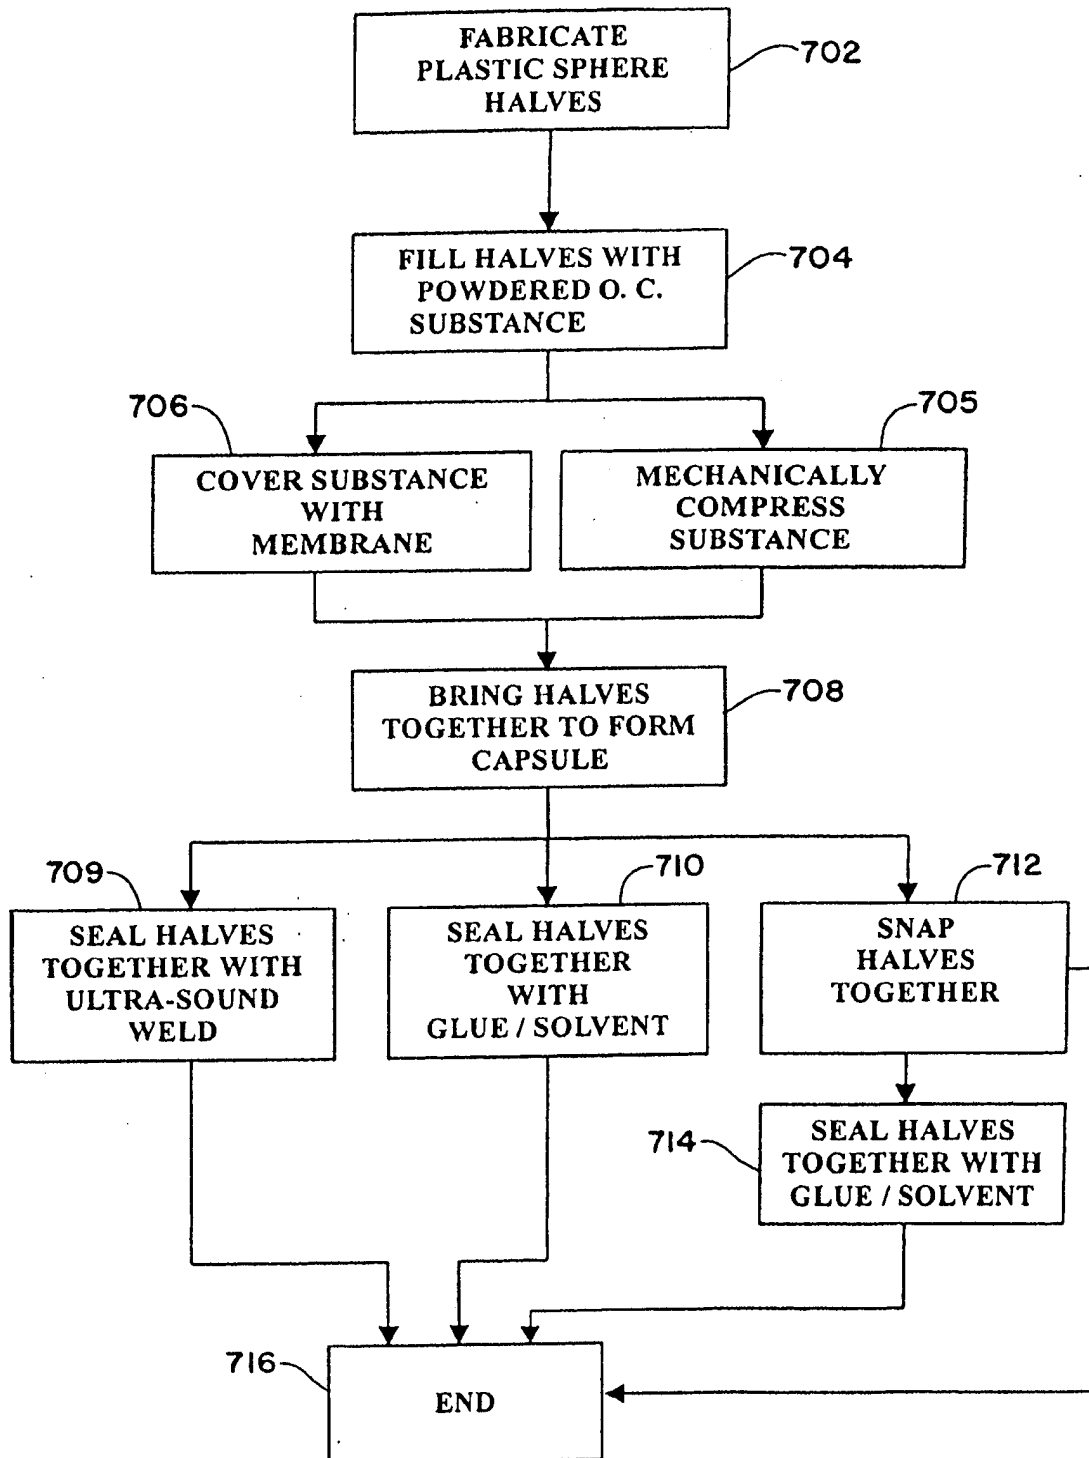 FABRICATE
PLASTIC SPHERE
HALVES
702
FILL HALVES WITH
POWDERED O. C.
SUBSTANCE
704
706
COVER SUBSTANCE
WITH
MEMBRANE
705
MECHANICALLY
COMPRESS
SUBSTANCE
BRING HALVES
TOGETHER TO FORM
CAPSULE
708
709
SEAL HALVES
TOGETHER WITH
ULTRA-SOUND
WELD
710
SEAL HALVES
TOGETHER
WITH
GLUE / SOLVENT
712
SNAP
HALVES
TOGETHER
714
SEAL HALVES
TOGETHER WITH
GLUE / SOLVENT
716
END